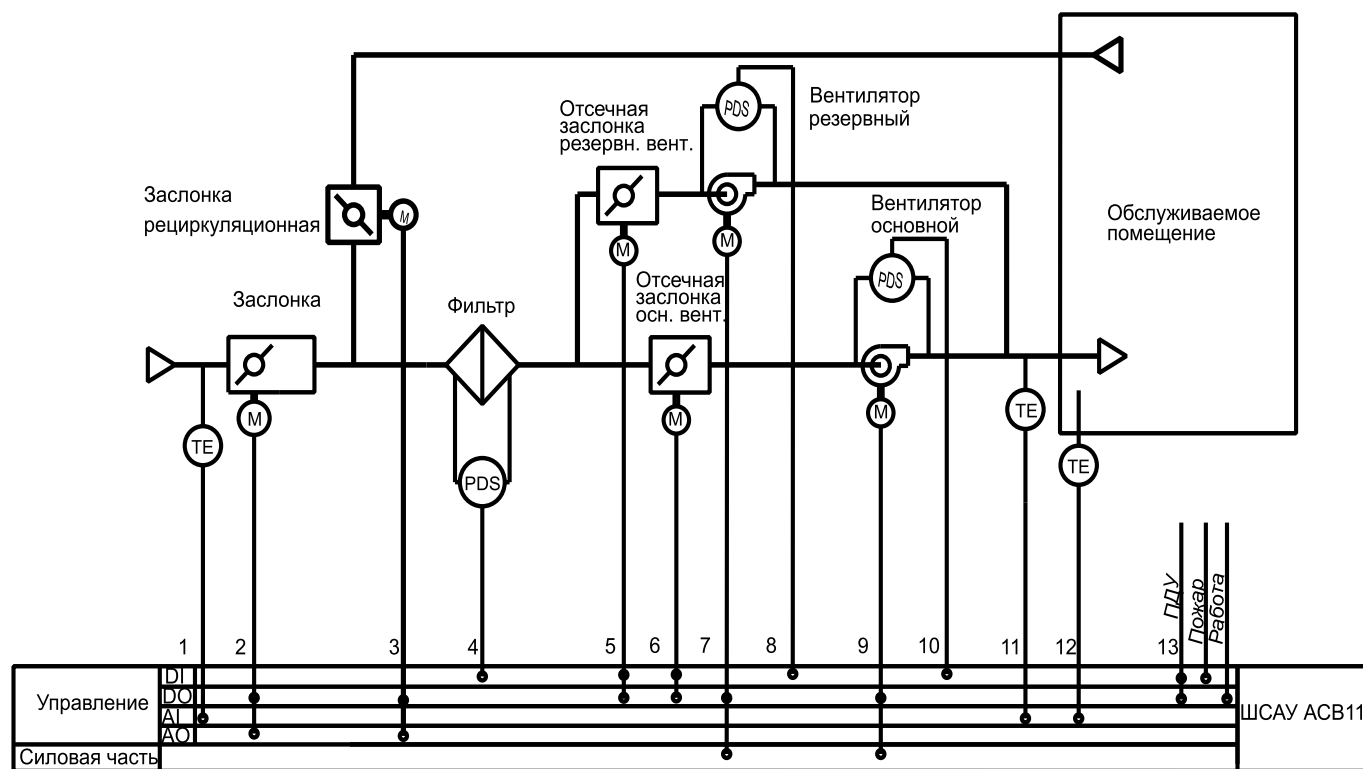 PDS
Вентилятор
резервный
Отсечная
заслонка
резервн. вент.
Заслонка
рециркуляционная
М
М
М
Вентилятор
основной
PDS
Обслуживаемое
помещение
Заслонка
Фильтр
Отсечная
заслонка
осн. вент.
М
М
М
TE
TE
TE
PDS
ПДУ
Пожар
Работа
1
2
3
4
5
6
7
8
9
10
11
12
13
Управление
DI
DO
AI
AO
Силовая часть
ШСАУ АСВ11